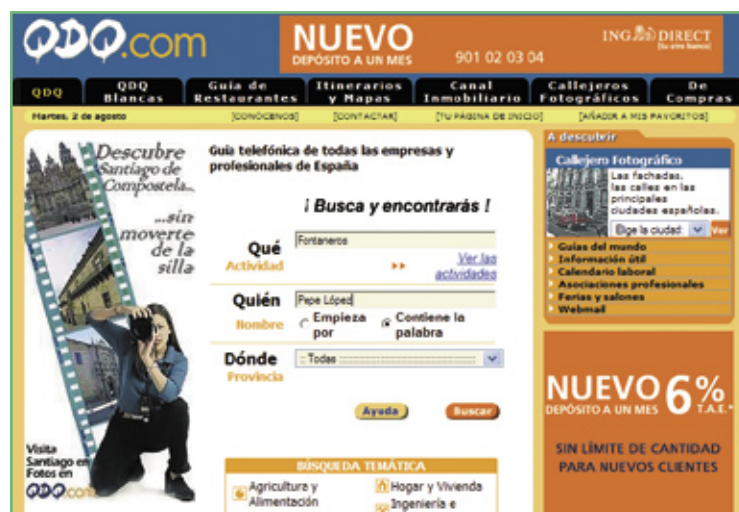 QDQ.com
NUEVO
DEPÓSITO A UN MES
901 02 03 04
ING DIRECT
QDQ
QDQ Blancas
Guía de Restaurantes
Itinerarios y Mapas
Canal Inmobiliario
Callejeros Fotográficos
De Compras
Martes, 2 de agosto
[CONÓCENOS]
[CONTACTAR]
[TU PÁGINA DE INICIO]
[AÑADIR A MIS FAVORITOS]
Descubre
Santiago de
Compostela...
...sin
moverte
de la
silla
Visita
Santiago en
Fotos en
QDQ.com
Guía telefónica de todas las empresas y
profesionales de España
¡ Busca y encontrarás !
Qué
Actividad
Fontaneros
Ver las
actividades
Quién
Nombre
Pepe López
Empieza
por
Contiene la
palabra
Dónde
Provincia
:: Todas ::::::::::::::::::::::::::::::::::::::
Ayuda
Buscar
BÚSQUEDA TEMÁTICA
Agricultura y
Alimentación
Hogar y Vivienda
Ingeniería e
A descubrir
Callejero Fotográfico
Las fachadas,
las calles en las
principales
ciudades españolas.
Elige la ciudad:
Ver
Guías del mundo
Información útil
Calendario laboral
Asociaciones profesionales
Ferias y salones
Webmail
NUEVO 6%
DEPÓSITO A UN MES
T.A.E.*
SIN LÍMITE DE CANTIDAD
PARA NUEVOS CLIENTES